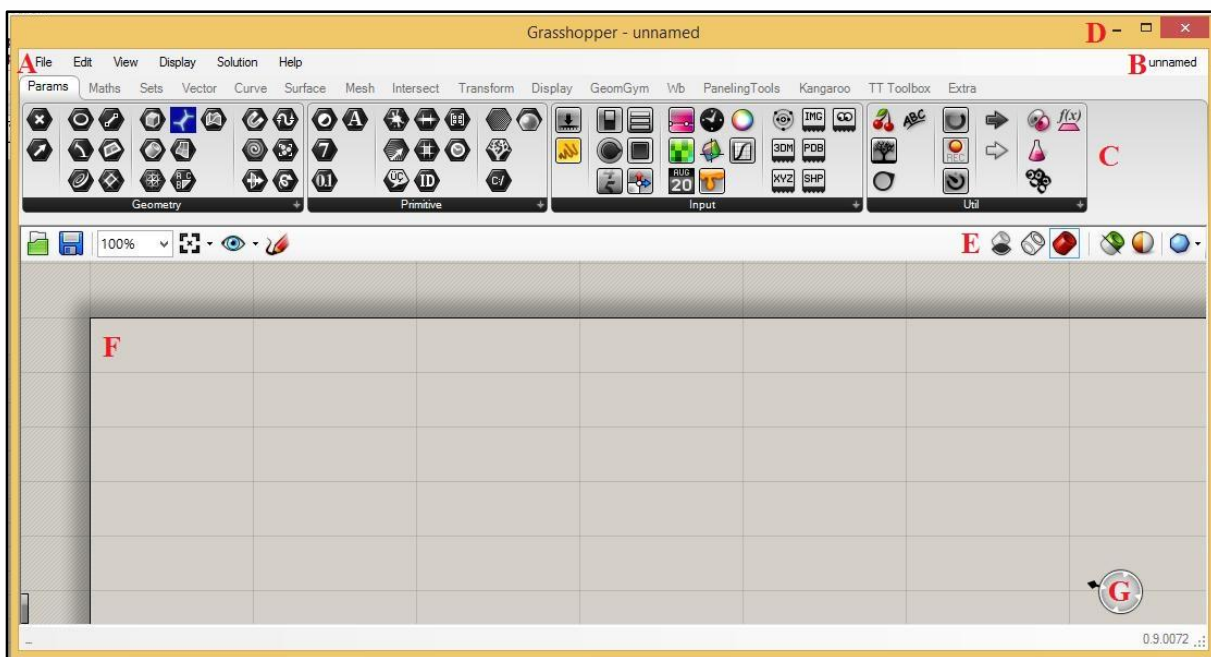 Grasshopper - unnamed
D
A File Edit View Display Solution Help
B unnamed
Params Maths Sets Vector Curve Surface Mesh Intersect Transform Display GeomGym Wb PanelingTools Kangaroo TT Toolbox Extra
A IMG ABC f(x)
7 3DM PDB REC C
0.1 ID C:/ AUG 20 XYZ SHP
Geometry Primitive Input Util
100% E
F
G
0.9.0072